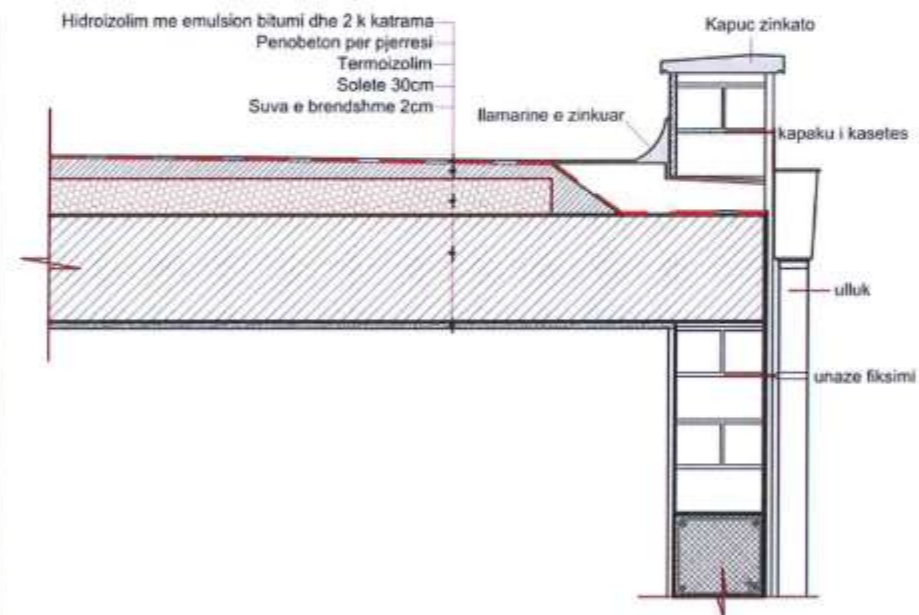 Hidroizolim me emulsion bitumi dhe 2 k katrama
Penobeton per pjerresi
Termoizolim
Solete 30cm
Suva e brendshme 2cm
Kapuc zinkato
llamarine e zinkuar
kapaku i kasetes
ulluk
unaze fiksimi